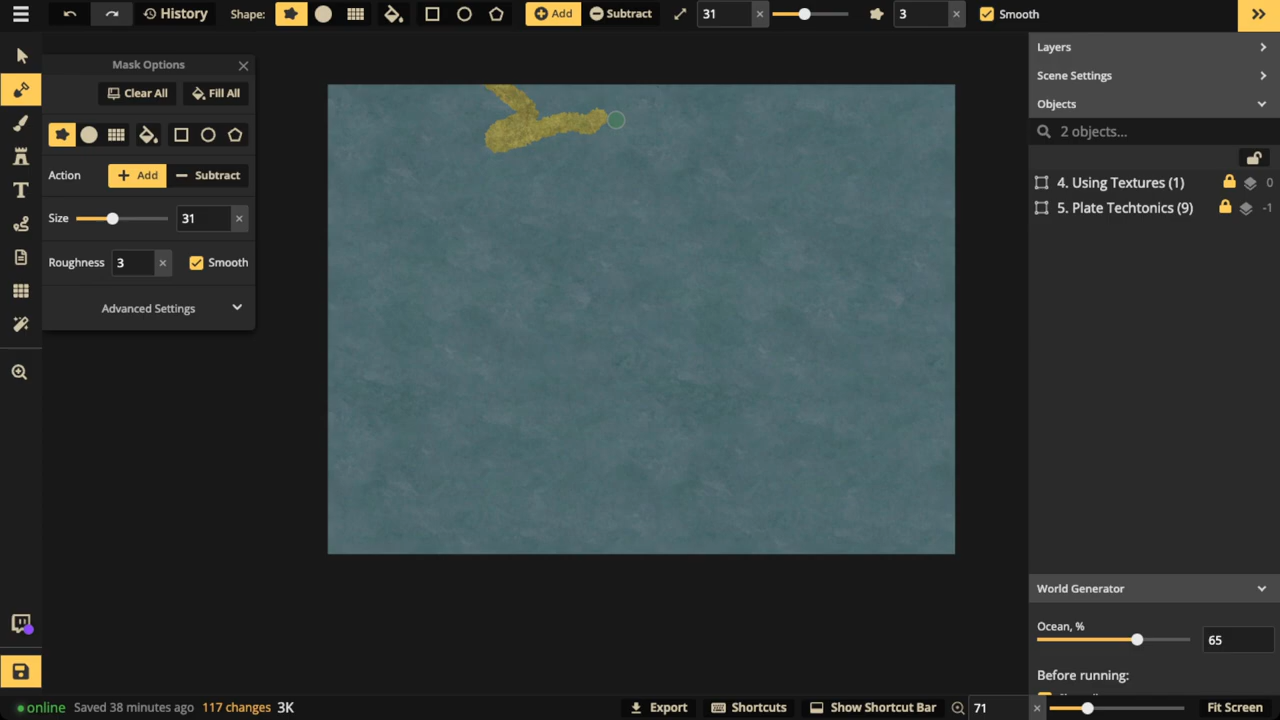 History Shape: Add Subtract 31 × 3 × Smooth
Mask Options
Clear All Fill All
Action Add Subtract
Size 31 ×
Roughness 3 × Smooth
Advanced Settings
Layers
Scene Settings
Objects
2 objects...
4. Using Textures (1) 0
5. Plate Techtonics (9) -1
World Generator
Ocean, %
65
Before running:
online Saved 38 minutes ago 117 changes 3K Export Shortcuts Show Shortcut Bar 71 × Fit Screen